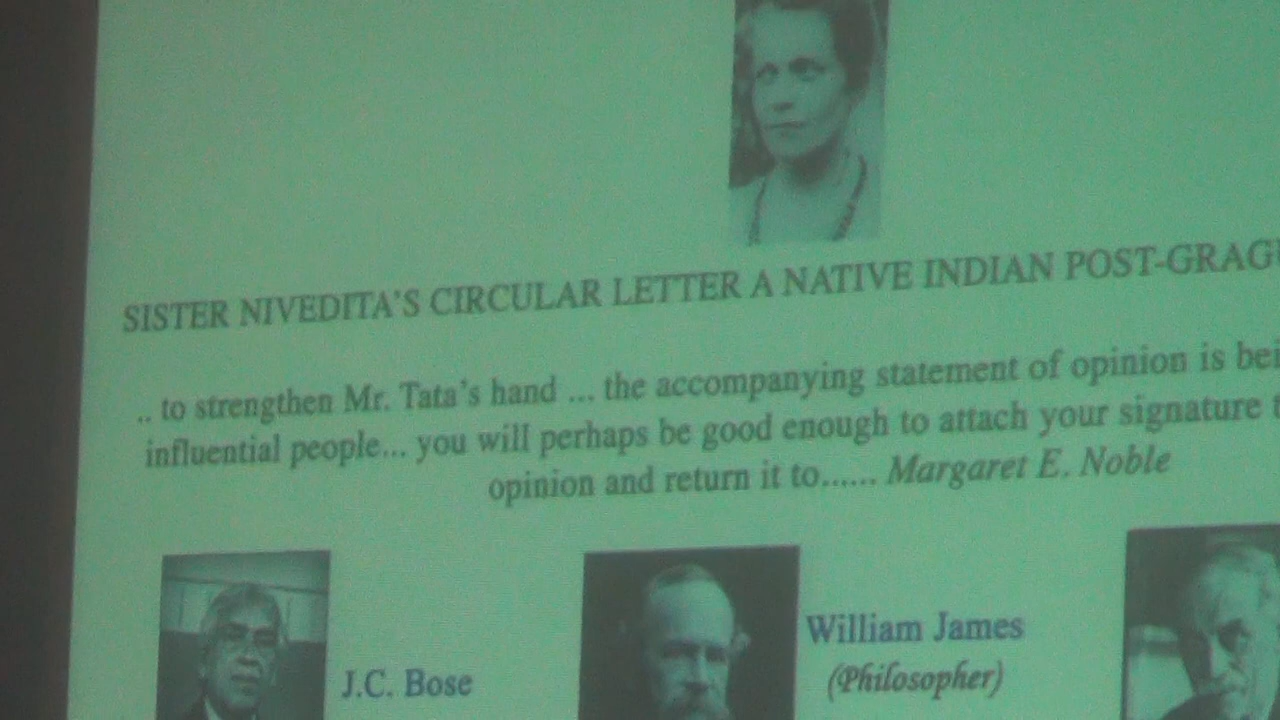 SISTER NIVEDITA'S CIRCULAR LETTER A NATIVE INDIAN POST-GRAG
.. to strengthen Mr. Tata's hand ... the accompanying statement of opinion is bei
influential people... you will perhaps be good enough to attach your signature t
opinion and return it to...... Margaret E. Noble
J.C. Bose
William James
(Philosopher)